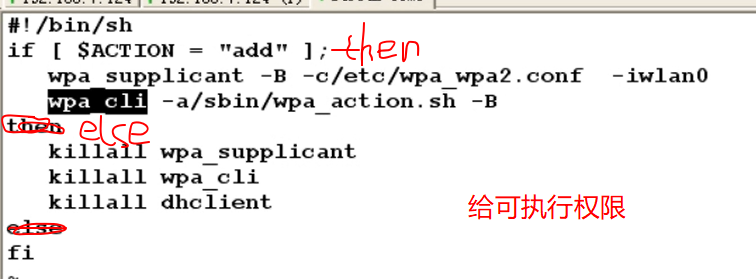 #!/bin/sh
if [ $ACTION = "add" ]; then
wpa_supplicant -B -c/etc/wpa_wpa2.conf -iwlan0
wpa_cli -a/sbin/wpa_action.sh -B
then else
killall wpa_supplicant
killall wpa_cli
killall dhclient
给可执行权限
else
fi
~